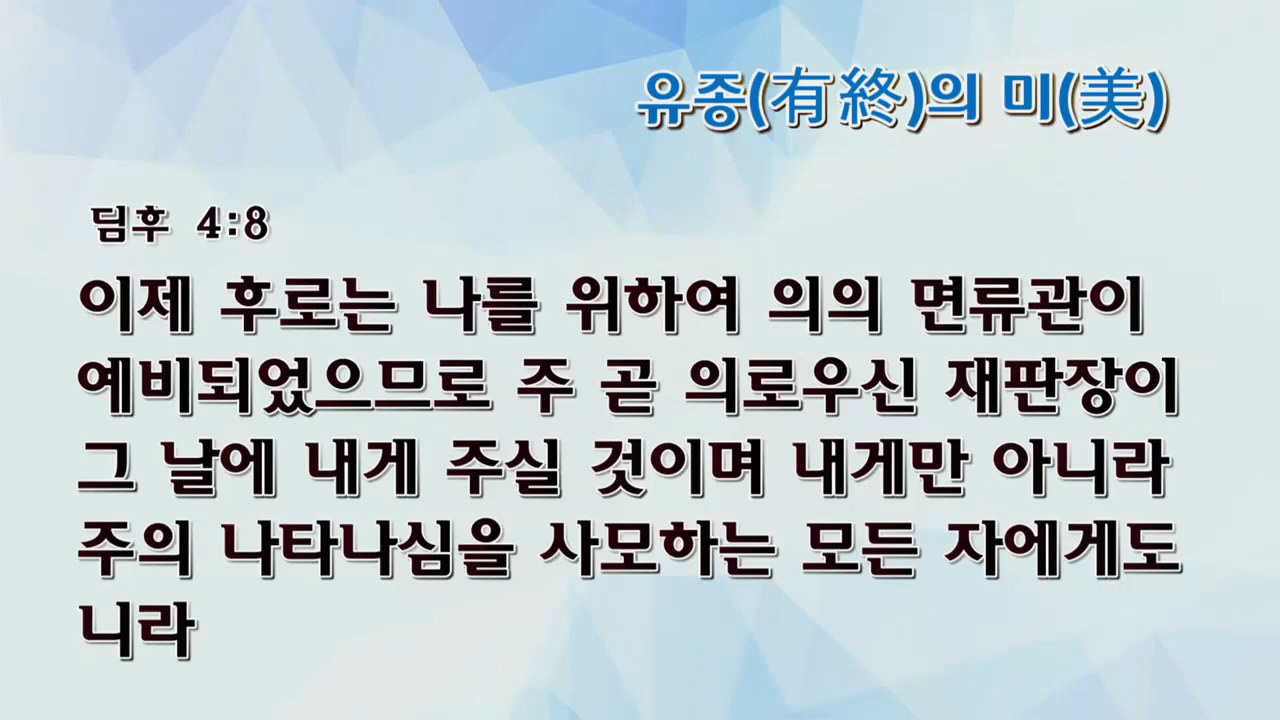 유종(有終)의 미(美)
딤후 4:8
이제 후로는 나를 위하여 의의 면류관이
예비되었으므로 주 곧 의로우신 재판장이
그 날에 내게 주실 것이며 내게만 아니라
주의 나타나심을 사모하는 모든 자에게도
니라